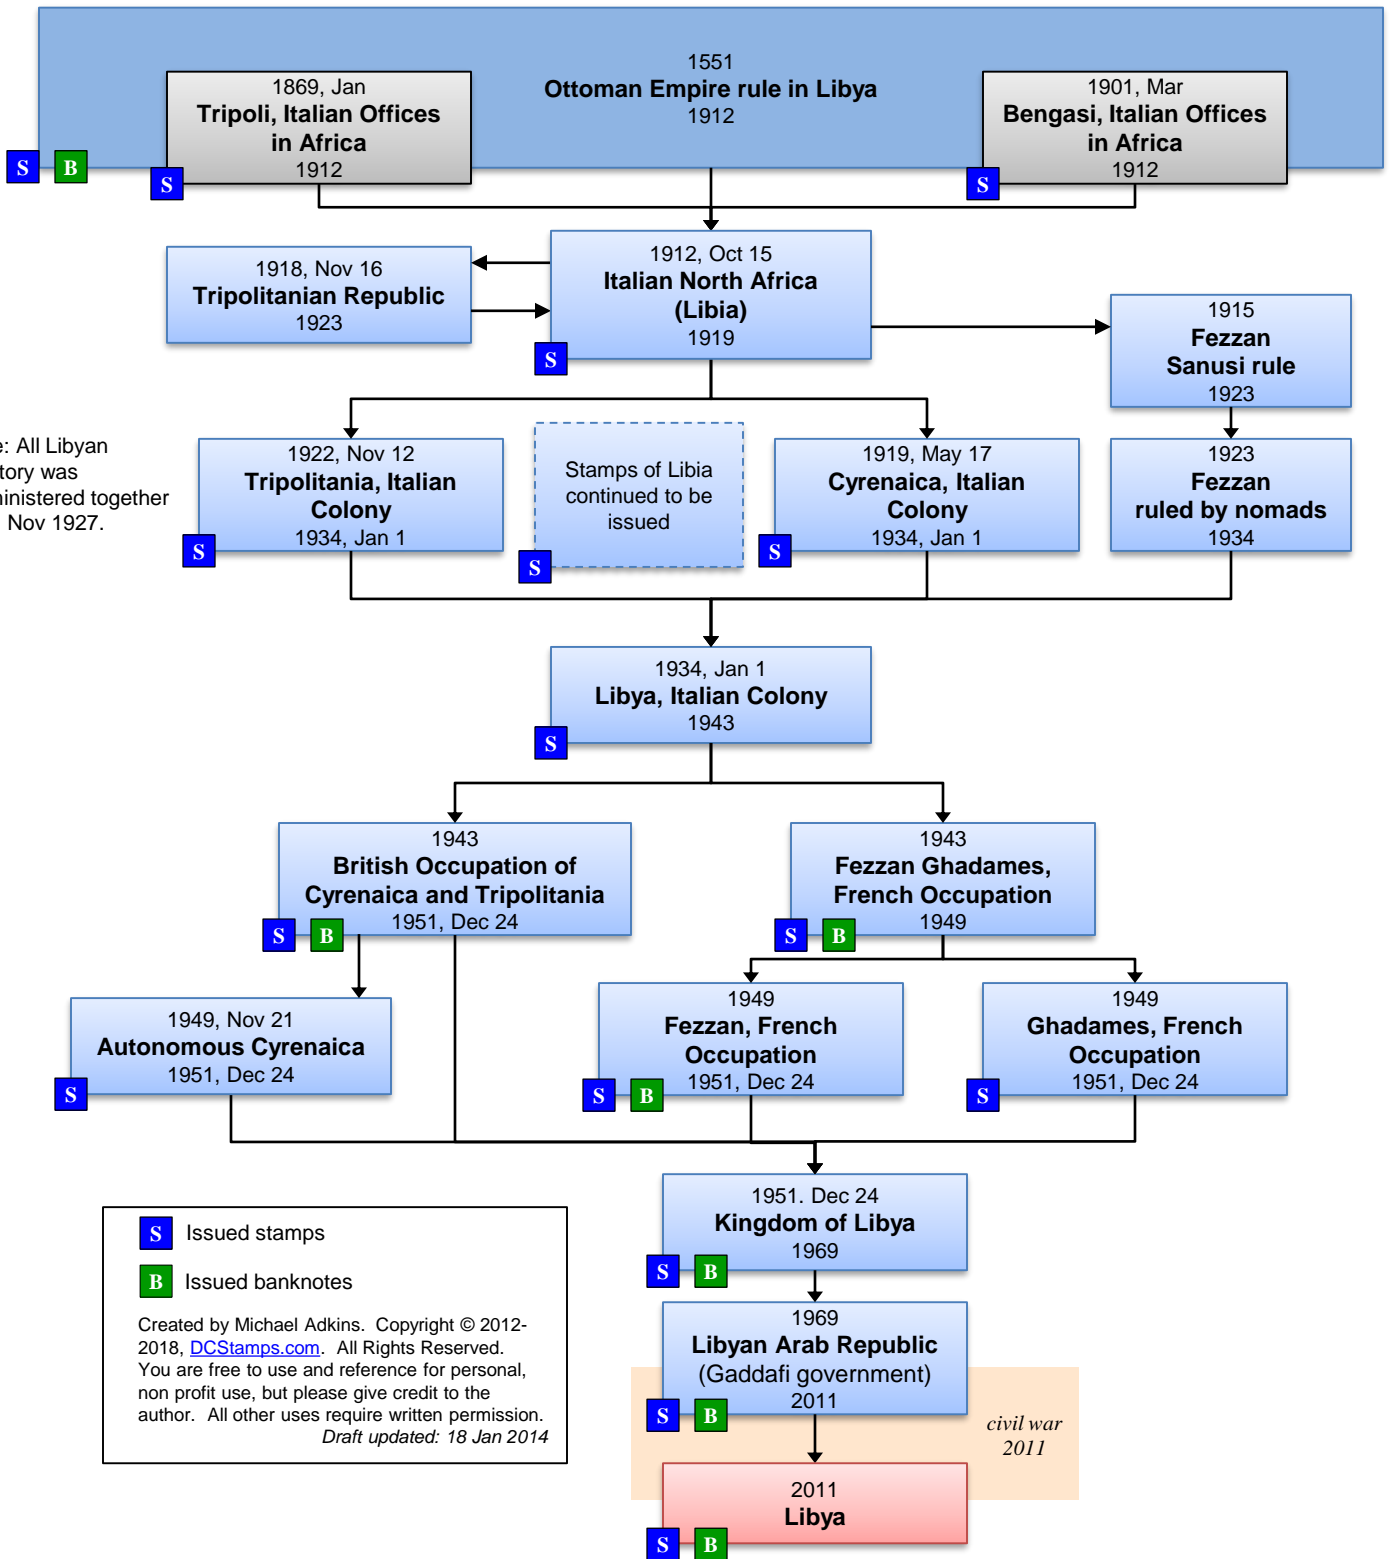 1551
Ottoman Empire rule in Libya
1912
1869, Jan
Tripoli, Italian Offices
in Africa
1912
1901, Mar
Bengasi, Italian Offices
in Africa
1912
S B
S
S
1918, Nov 16
Tripolitanian Republic
1923
1912, Oct 15
Italian North Africa
(Libia)
1919
S
1915
Fezzan
Sanusi rule
1923
e: All Libyan
tory was
ministered together
Nov 1927.
1922, Nov 12
Tripolitania, Italian
Colony
1934, Jan 1
S
Stamps of Libia
continued to be
issued
S
1919, May 17
Cyrenaica, Italian
Colony
1934, Jan 1
S
1923
Fezzan
ruled by nomads
1934
1934, Jan 1
Libya, Italian Colony
1943
S
1943
British Occupation of
Cyrenaica and Tripolitania
1951, Dec 24
S B
1943
Fezzan Ghadames,
French Occupation
1949
S B
1949, Nov 21
Autonomous Cyrenaica
1951, Dec 24
S
1949
Fezzan, French
Occupation
1951, Dec 24
S B
1949
Ghadames, French
Occupation
1951, Dec 24
S
1951. Dec 24
Kingdom of Libya
1969
S B
1969
Libyan Arab Republic
(Gaddafi government)
2011
S B
civil war
2011
2011
Libya
S B
S Issued stamps
B Issued banknotes
Created by Michael Adkins. Copyright © 2012-
2018, DCStamps.com. All Rights Reserved.
You are free to use and reference for personal,
non profit use, but please give credit to the
author. All other uses require written permission.
Draft updated: 18 Jan 2014